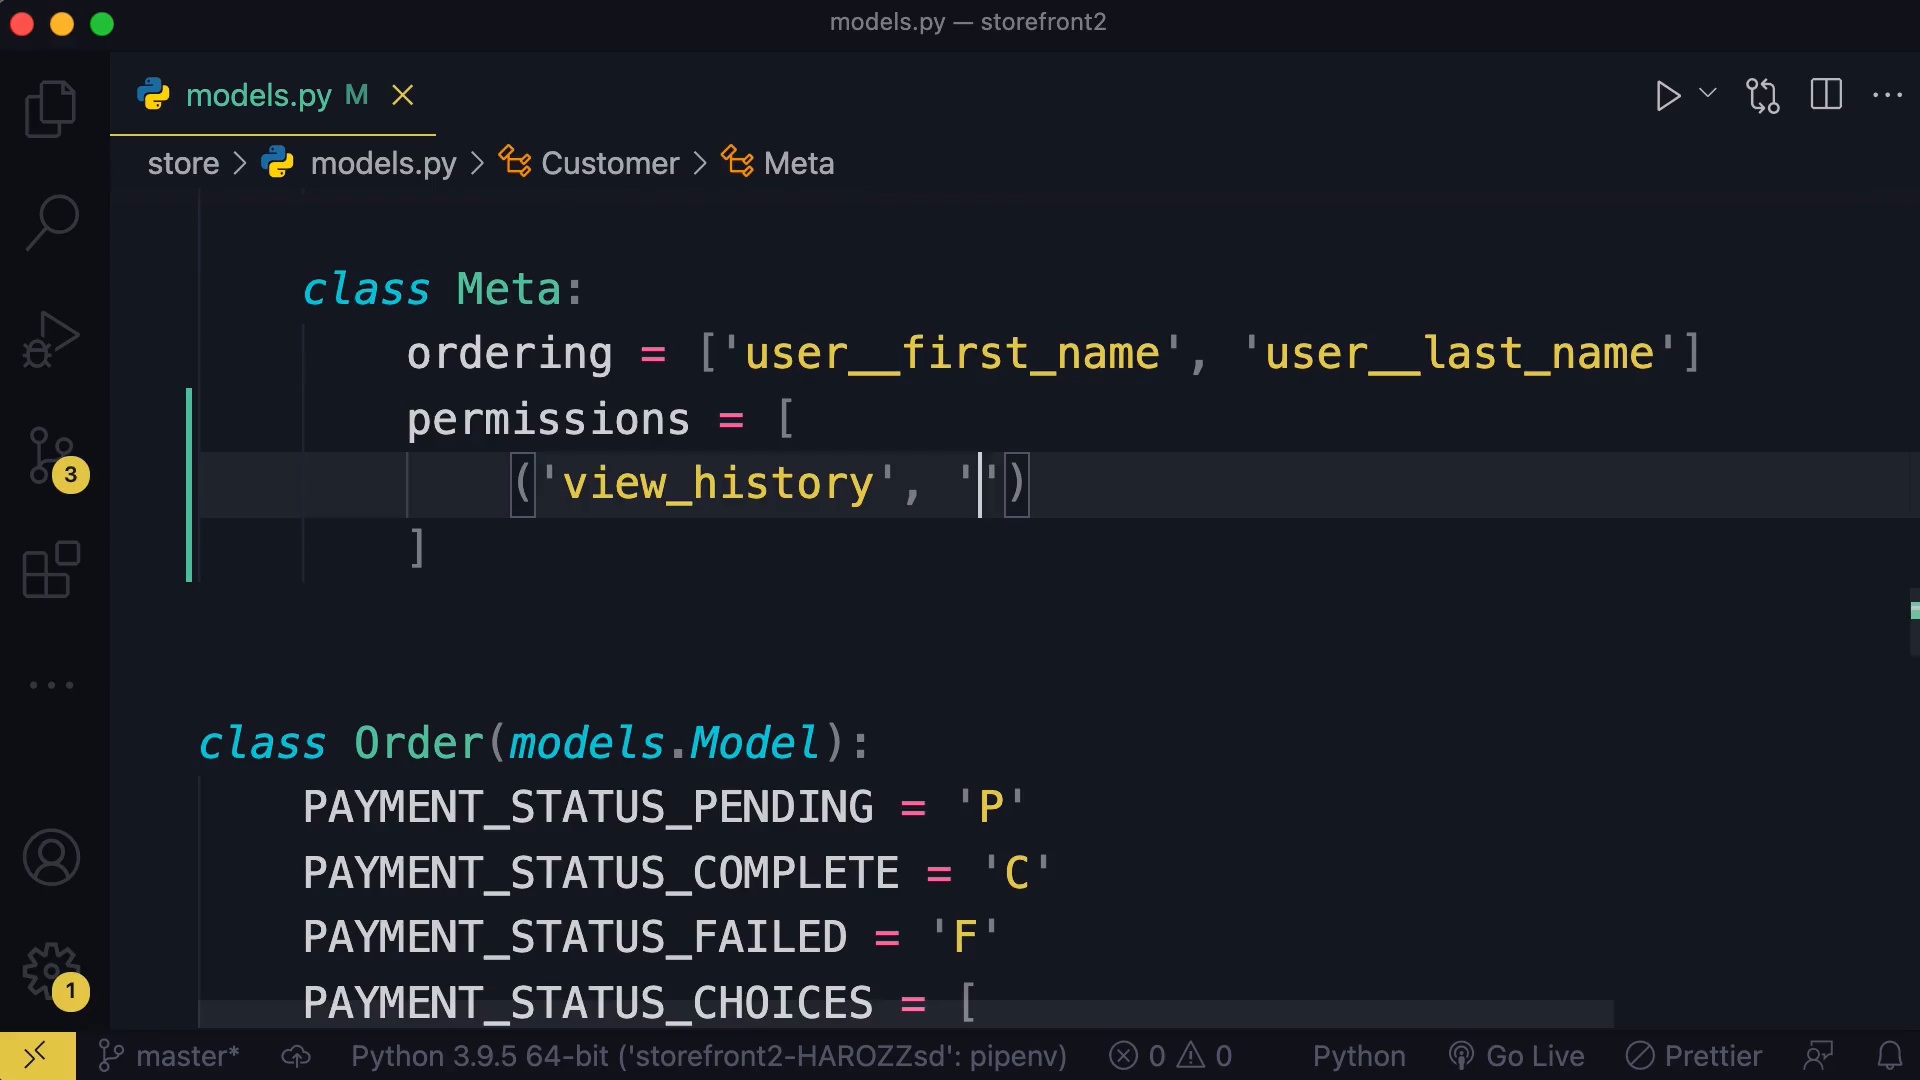 models.py — storefront2
models.py M
store > models.py > Customer > Meta
class Meta:
ordering = ['user__first_name', 'user__last_name']
permissions = [
('view_history', '')
]
3
class Order(models.Model):
PAYMENT_STATUS_PENDING = 'P'
PAYMENT_STATUS_COMPLETE = 'C'
PAYMENT_STATUS_FAILED = 'F'
PAYMENT_STATUS_CHOICES = [
1
master* Python 3.9.5 64-bit ('storefront2-HAROZZsd': pipenv) 0 0 Python Go Live Prettier